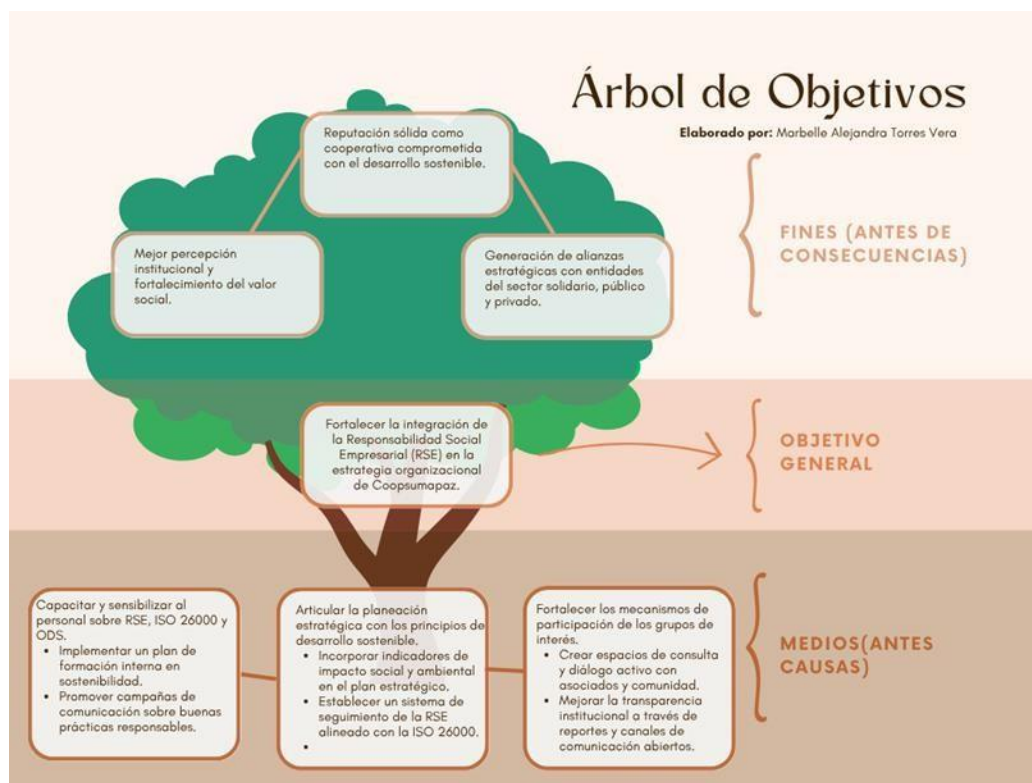 Árbol de Objetivos
Elaborado por: Marbelle Alejandra Torres Vera
Reputación sólida como
cooperativa comprometida
con el desarrollo sostenible.
Mejor percepción
institucional y
fortalecimiento del valor
social.
Generación de alianzas
estratégicas con entidades
del sector solidario, público
y privado.
FINES (ANTES DE
CONSECUENCIAS)
Fortalecer la integración de
la Responsabilidad Social
Empresarial (RSE) en la
estrategia organizacional
de Coopsumapaz.
OBJETIVO
GENERAL
Capacitar y sensibilizar al
personal sobre RSE, ISO 26000 y
ODS.
• Implementar un plan de
formación interna en
sostenibilidad.
• Promover campañas de
comunicación sobre buenas
prácticas responsables.
Articular la planeación
estratégica con los principios de
desarrollo sostenible.
• Incorporar indicadores de
impacto social y ambiental
en el plan estratégico.
• Establecer un sistema de
seguimiento de la RSE
alineado con la ISO 26000.
•
Fortalecer los mecanismos de
participación de los grupos de
interés.
• Crear espacios de consulta
y diálogo activo con
asociados y comunidad.
• Mejorar la transparencia
institucional a través de
reportes y canales de
comunicación abiertos.
MEDIOS(ANTES
CAUSAS)